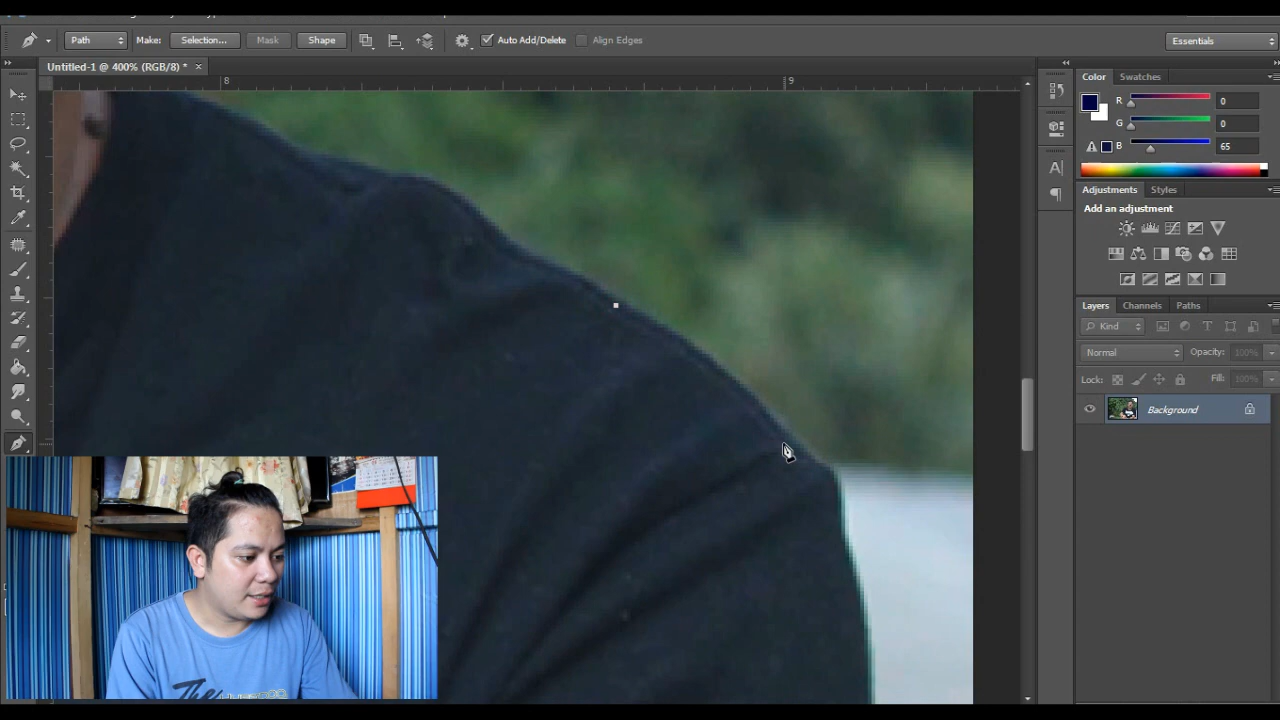 Path
Make:
Selection...
Mask
Shape
Auto Add/Delete
Align Edges
Essentials
Untitled-1 @ 400% (RGB/8) *
8
9
Color
Swatches
R
0
G
0
B
65
Adjustments
Styles
Add an adjustment
Layers
Channels
Paths
Kind
Normal
Opacity:
100%
Lock:
Fill:
100%
Background
The